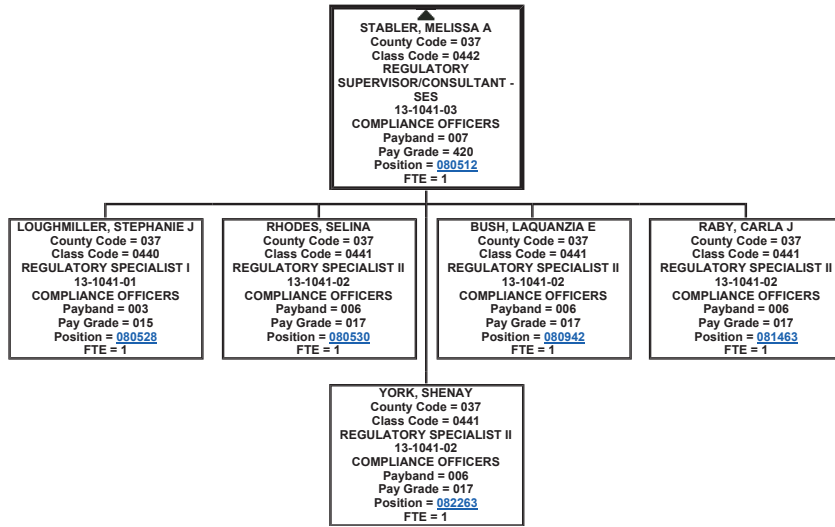 STABLER, MELISSA A
County Code = 037
Class Code = 0442
REGULATORY
SUPERVISOR/CONSULTANT -
SES
13-1041-03
COMPLIANCE OFFICERS
Payband = 007
Pay Grade = 420
Position = 080512
FTE = 1
LOUGHMILLER, STEPHANIE J
County Code = 037
Class Code = 0440
REGULATORY SPECIALIST I
13-1041-01
COMPLIANCE OFFICERS
Payband = 003
Pay Grade = 015
Position = 080528
FTE = 1
RHODES, SELINA
County Code = 037
Class Code = 0441
REGULATORY SPECIALIST II
13-1041-02
COMPLIANCE OFFICERS
Payband = 006
Pay Grade = 017
Position = 080530
FTE = 1
BUSH, LAQUANZIA E
County Code = 037
Class Code = 0441
REGULATORY SPECIALIST II
13-1041-02
COMPLIANCE OFFICERS
Payband = 006
Pay Grade = 017
Position = 080942
FTE = 1
RABY, CARLA J
County Code = 037
Class Code = 0441
REGULATORY SPECIALIST II
13-1041-02
COMPLIANCE OFFICERS
Payband = 006
Pay Grade = 017
Position = 081463
FTE = 1
YORK, SHENAY
County Code = 037
Class Code = 0441
REGULATORY SPECIALIST II
13-1041-02
COMPLIANCE OFFICERS
Payband = 006
Pay Grade = 017
Position = 082263
FTE = 1